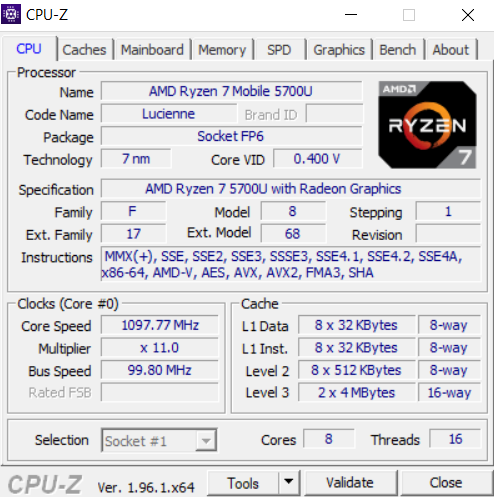 CPU-Z
CPU Caches Mainboard Memory SPD Graphics Bench About
Processor
Name AMD Ryzen 7 Mobile 5700U
Code Name Lucienne Brand ID
Package Socket FP6
Technology 7 nm Core VID 0.400 V
AMD
RYZEN
7
Specification AMD Ryzen 7 5700U with Radeon Graphics
Family F Model 8 Stepping 1
Ext. Family 17 Ext. Model 68 Revision
Instructions MMX(+), SSE, SSE2, SSE3, SSSE3, SSE4.1, SSE4.2, SSE4A,
x86-64, AMD-V, AES, AVX, AVX2, FMA3, SHA
Clocks (Core #0)
Core Speed 1097.77 MHz
Multiplier x 11.0
Bus Speed 99.80 MHz
Rated FSB
Cache
L1 Data 8 x 32 KBytes 8-way
L1 Inst. 8 x 32 KBytes 8-way
Level 2 8 x 512 KBytes 8-way
Level 3 2 x 4 MBytes 16-way
Selection Socket #1 Cores 8 Threads 16
CPU-Z Ver. 1.96.1.x64 Tools Validate Close